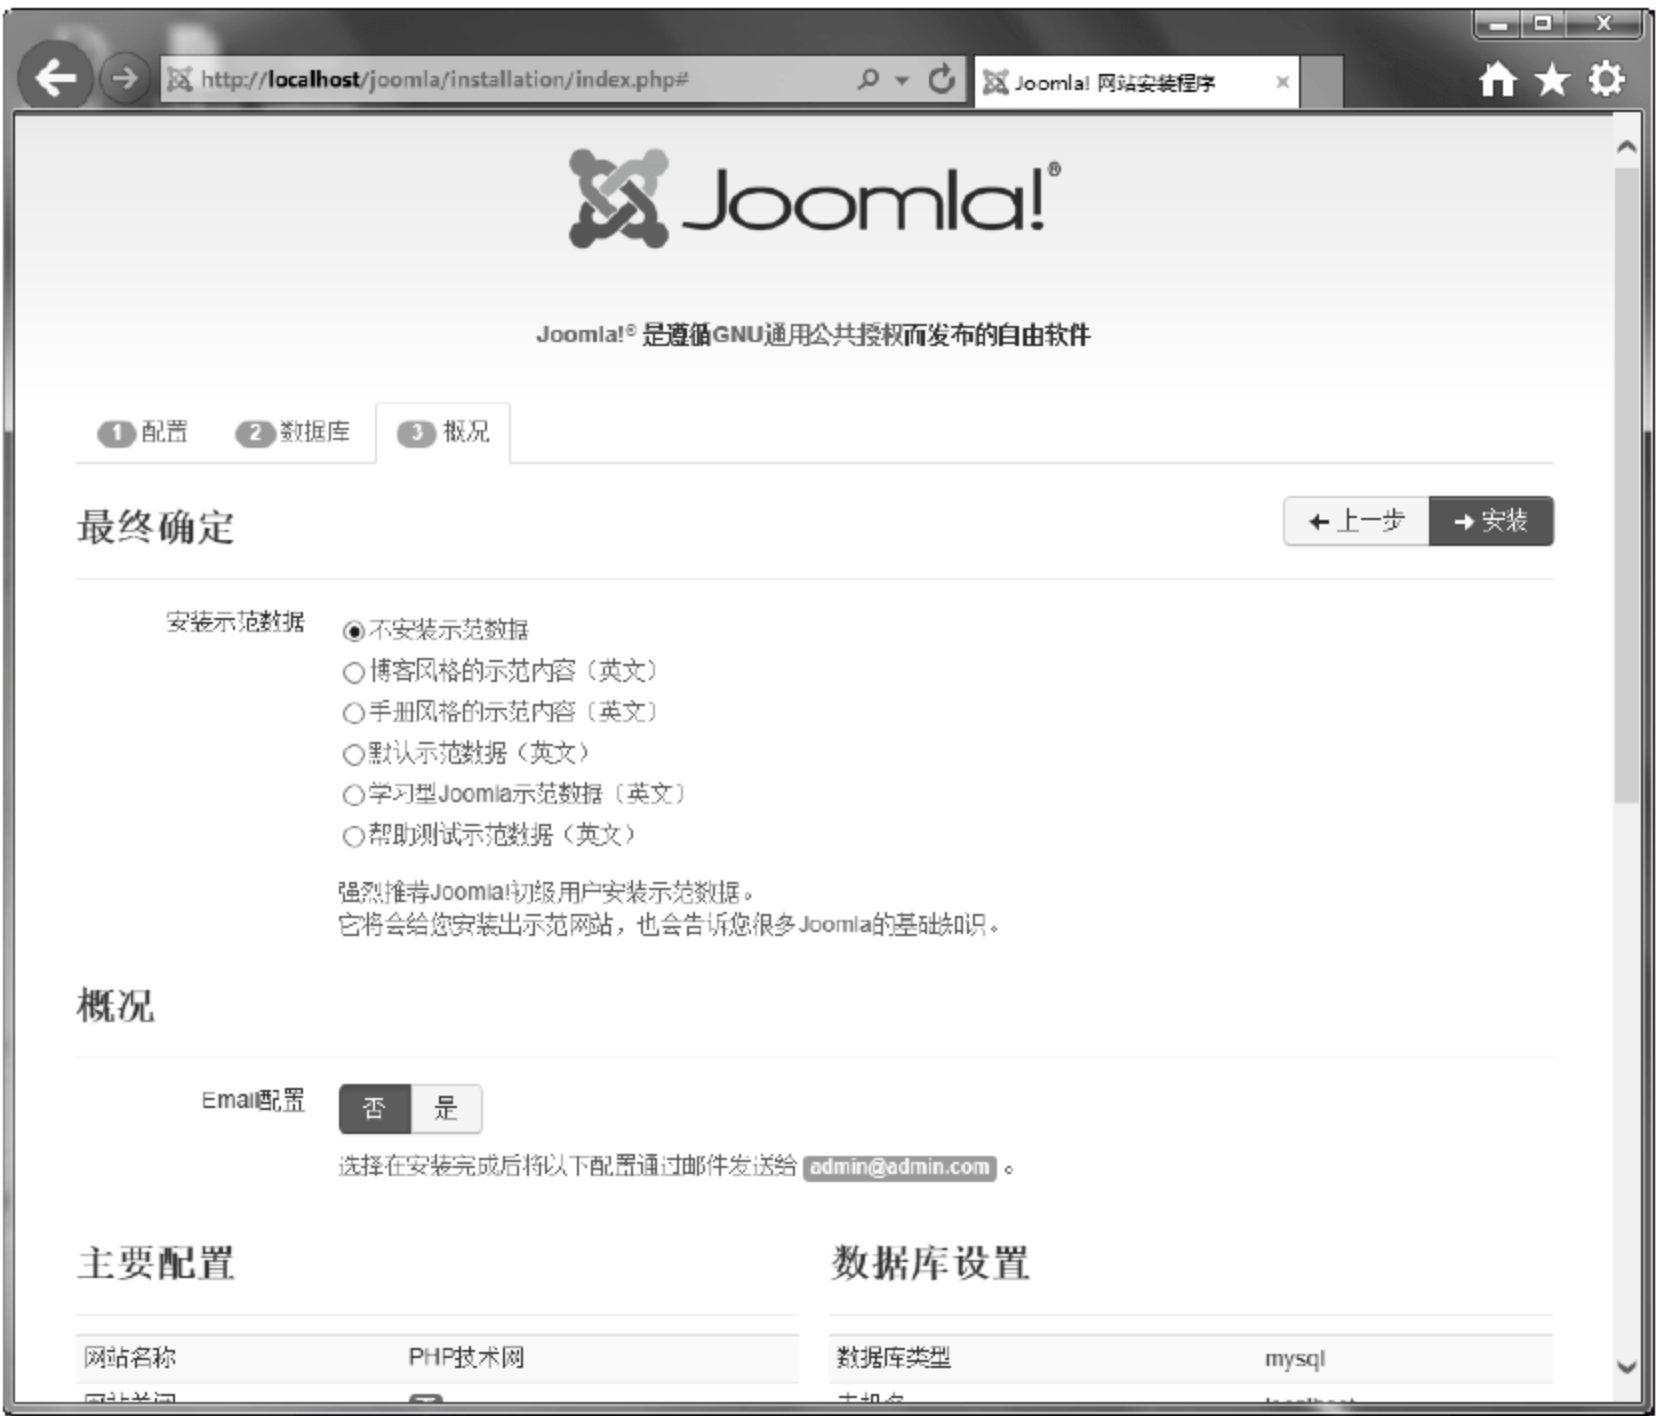 http://localhost/joomla/installation/index.php#
Joomla! 网站安装程序
Joomla!®
Joomla!® 是遵循GNU通用公共授权而发布的自由软件
1 配置 2 数据库 3 概况
最终确定
上一步 安装
安装示范数据
不安装示范数据
博客风格的示范内容（英文）
手册风格的示范内容（英文）
默认示范数据（英文）
学习型Joomla示范数据（英文）
帮助测试示范数据（英文）
强烈推荐Joomla!初级用户安装示范数据。
它将会给您安装出示范网站，也会告诉您很多Joomla的基础知识。
概况
Email配置 否 是
选择在安装完成后将以下配置通过邮件发送给 admin@admin.com 。
主要配置 数据库设置
网站名称 PHP技术网 数据库类型 mysql